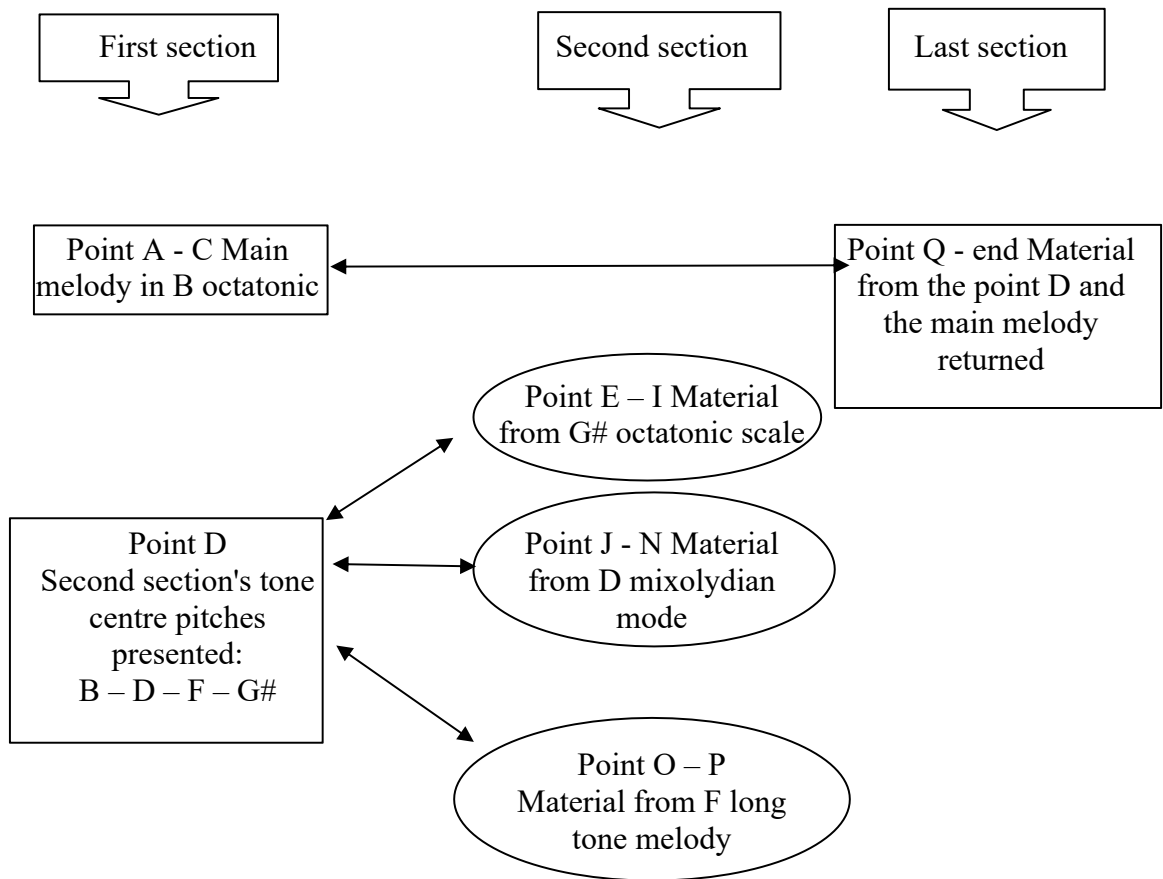 First section
Second section
Last section
Point A - C Main
melody in B octatonic
Point Q - end Material
from the point D and
the main melody
returned
Point E – I Material
from G# octatonic scale
Point D
Second section's tone
centre pitches
presented:
B – D – F – G#
Point J - N Material
from D mixolydian
mode
Point O – P
Material from F long
tone melody